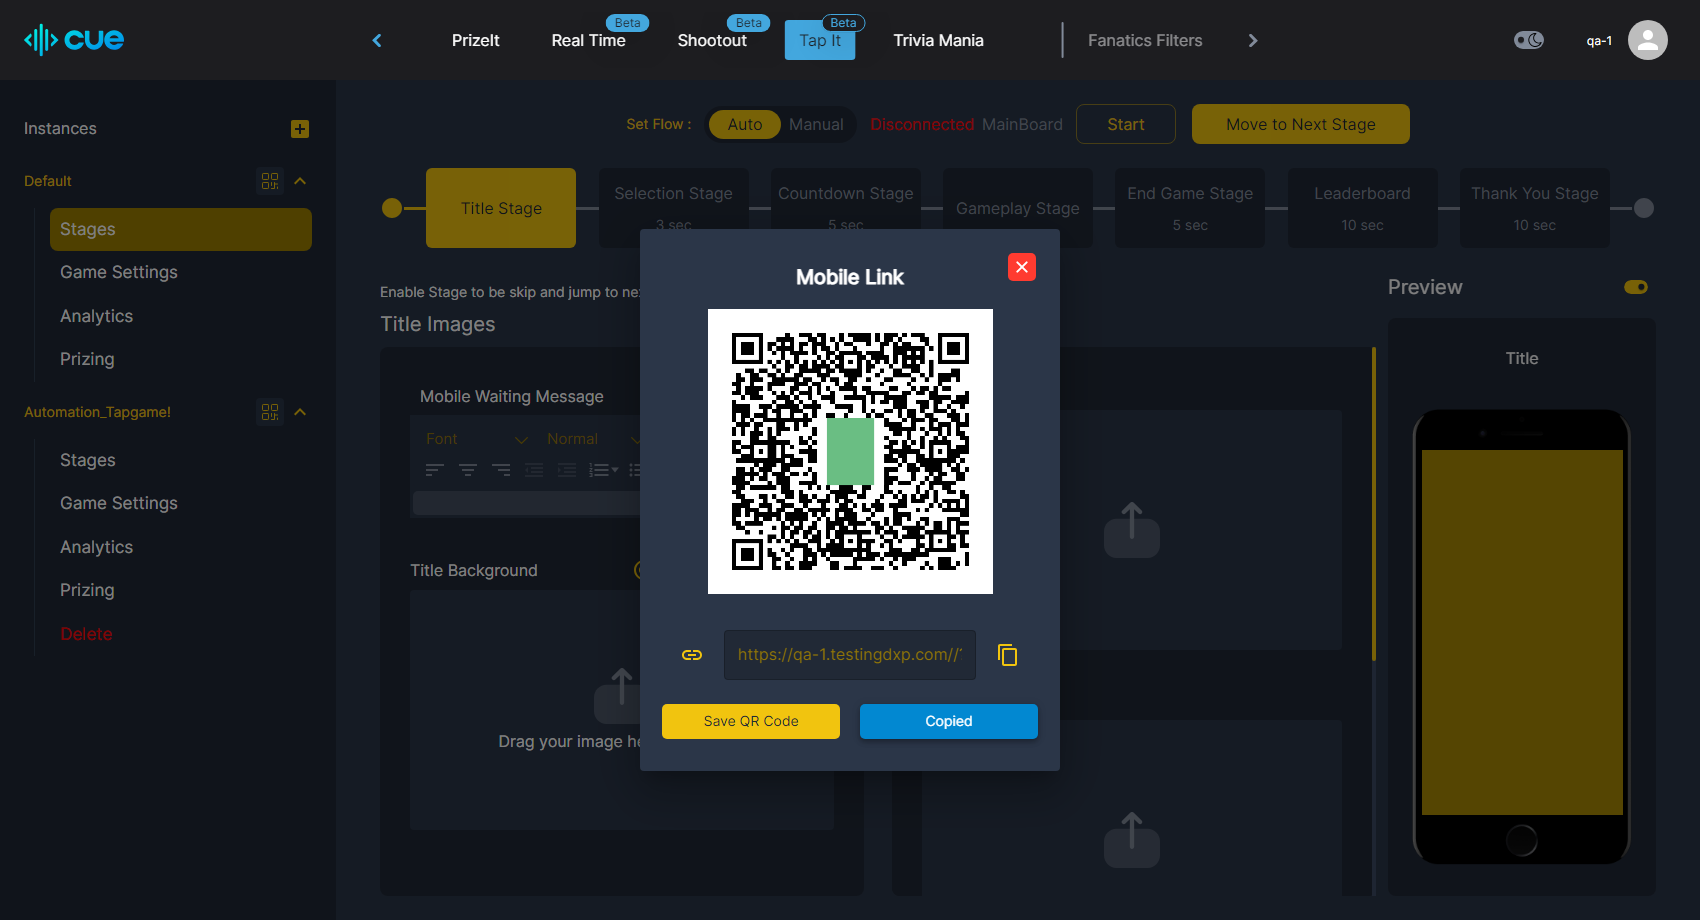 cue
PrizeIt
Real Time
Beta
Shootout
Beta
Tap It
Beta
Trivia Mania
Fanatics Filters
qa-1
Instances
Set Flow :
Auto
Manual
Disconnected MainBoard
Start
Move to Next Stage
Default
Stages
Game Settings
Analytics
Prizing
Automation_Tapgame!
Stages
Game Settings
Analytics
Prizing
Delete
Title Stage
Selection Stage
3 sec
Countdown Stage
5 sec
Gameplay Stage
End Game Stage
5 sec
Leaderboard
10 sec
Thank You Stage
10 sec
Enable Stage to be skip and jump to
Title Images
Mobile Waiting Message
Font
Normal
Title Background
Drag your image
Mobile Link
https://qa-1.testingdxp.com//
Save QR Code
Copied
Preview
Title